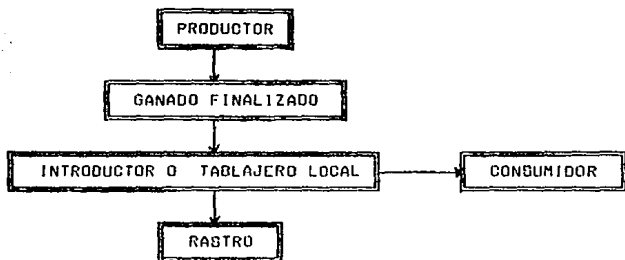 PRODUCTOR
GANADO FINALIZADO
INTRODUCTOR O TABLAJERO LOCAL
CONSUMIDOR
RASTRO